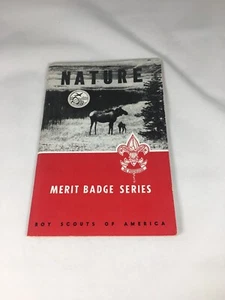 NATURE
MERIT BADGE SERIES
BOY SCOUTS OF AMERICA